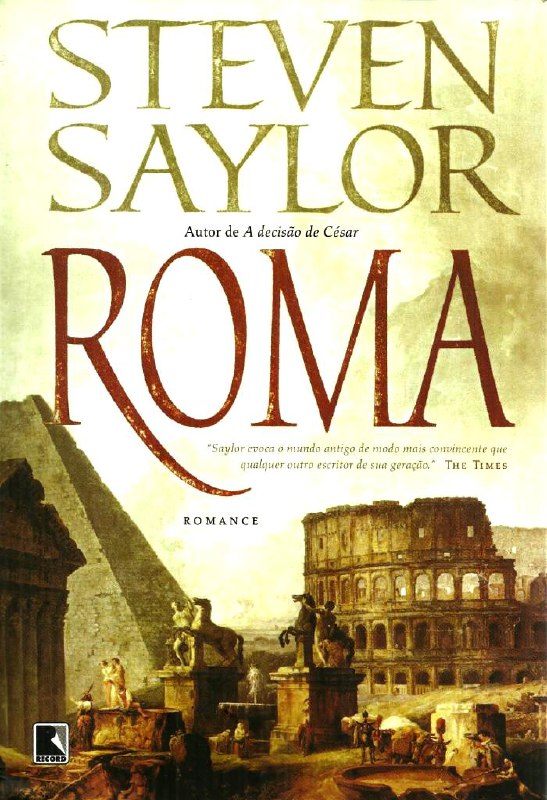 STEVEN
SAYLOR
Autor de A decisão de César
ROMA
"Saylor evoca o mundo antigo de modo mais convincente que
qualquer outro escritor de sua geração." THE TIMES
ROMANCE
RECORD